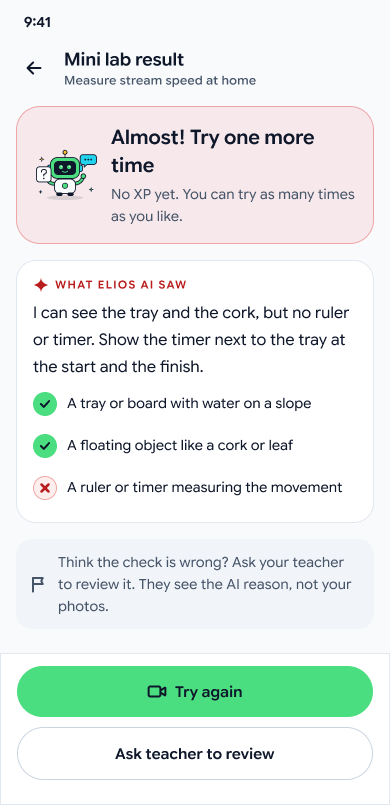 9:41
Mini lab result
Measure stream speed at home
Almost! Try one more
time
No XP yet. You can try as many times
as you like.
?
WHAT ELIOS AI SAW
I can see the tray and the cork, but no ruler
or timer. Show the timer next to the tray at
the start and the finish.
A tray or board with water on a slope
A floating object like a cork or leaf
A ruler or timer measuring the movement
Think the check is wrong? Ask your teacher
to review it. They see the AI reason, not your
photos.
Try again
Ask teacher to review